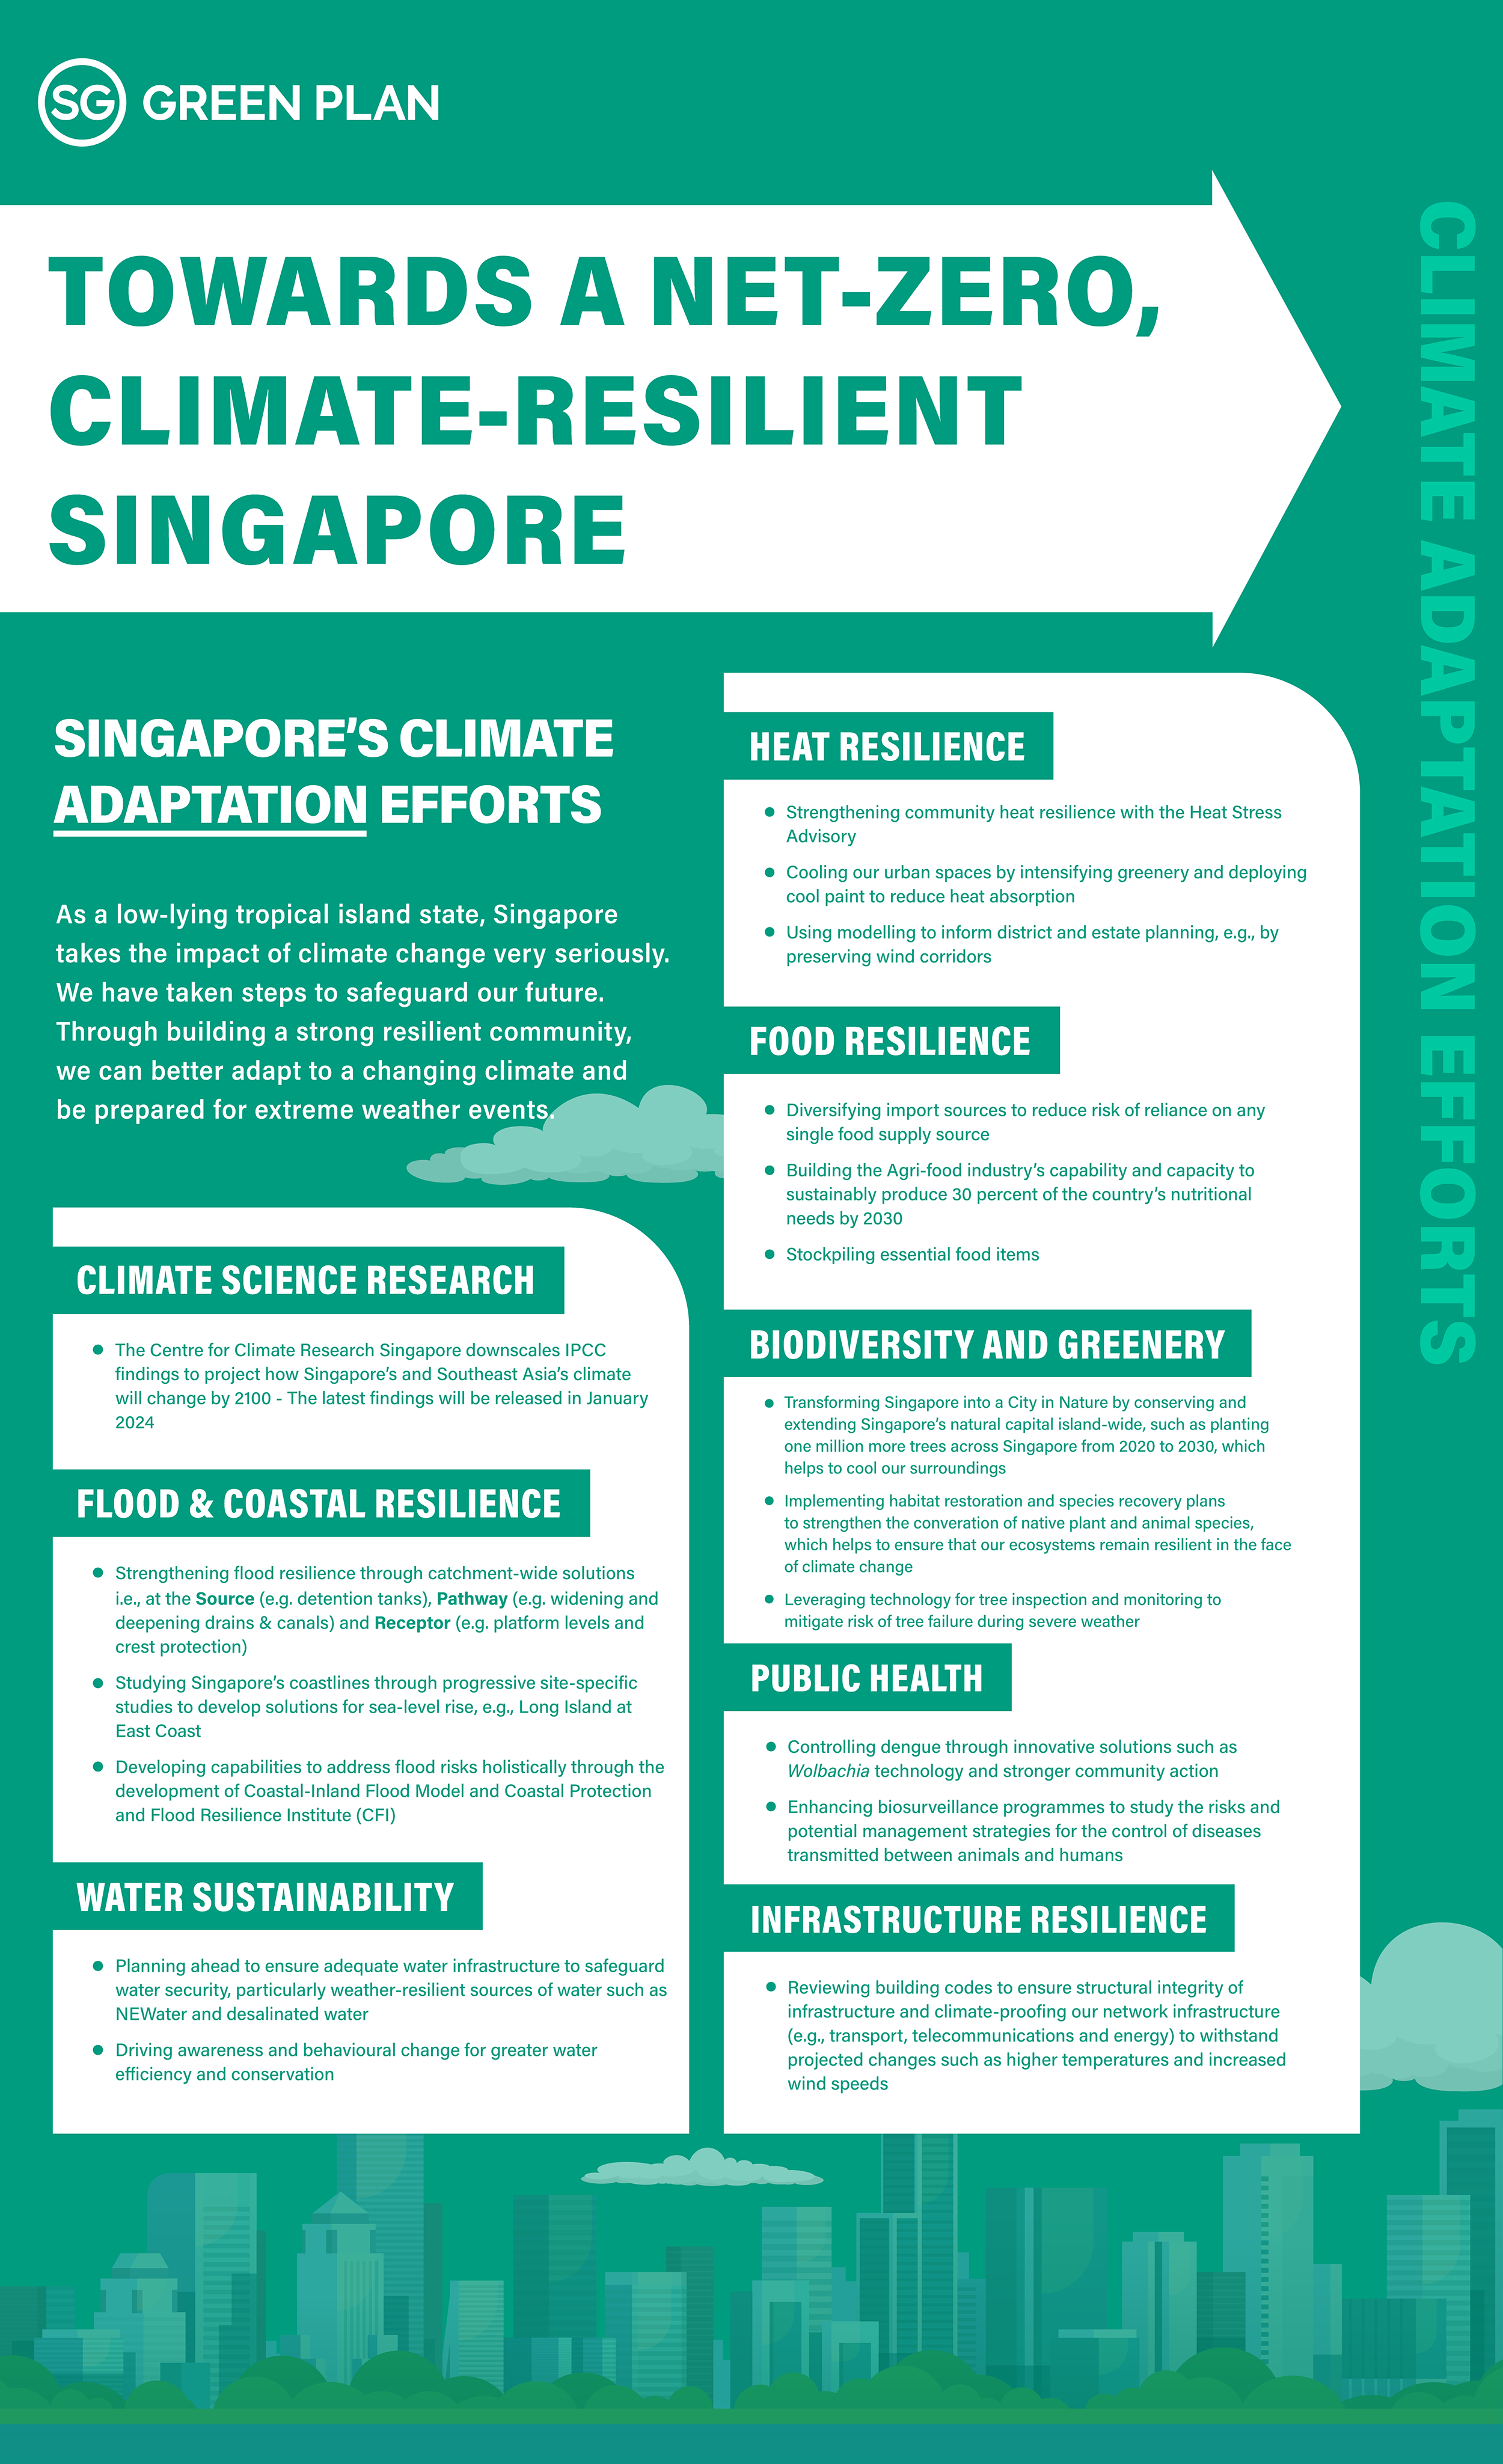 SG GREEN PLAN
TOWARDS A NET-ZERO,
CLIMATE-RESILIENT
SINGAPORE
CLIMATE ADAPTATION EFFORTS
SINGAPORE'S CLIMATE
ADAPTATION EFFORTS
As a low-lying tropical island state, Singapore
takes the impact of climate change very seriously.
We have taken steps to safeguard our future.
Through building a strong resilient community,
we can better adapt to a changing climate and
be prepared for extreme weather events.
CLIMATE SCIENCE RESEARCH
● The Centre for Climate Research Singapore downscales IPCC
findings to project how Singapore's and Southeast Asia's climate
will change by 2100 - The latest findings will be released in January
2024
FLOOD & COASTAL RESILIENCE
● Strengthening flood resilience through catchment-wide solutions
i.e., at the Source (e.g. detention tanks), Pathway (e.g. widening and
deepening drains & canals) and Receptor (e.g. platform levels and
crest protection)
● Studying Singapore's coastlines through progressive site-specific
studies to develop solutions for sea-level rise, e.g., Long Island at
East Coast
● Developing capabilities to address flood risks holistically through the
development of Coastal-Inland Flood Model and Coastal Protection
and Flood Resilience Institute (CFI)
WATER SUSTAINABILITY
● Planning ahead to ensure adequate water infrastructure to safeguard
water security, particularly weather-resilient sources of water such as
NEWater and desalinated water
● Driving awareness and behavioural change for greater water
efficiency and conservation
HEAT RESILIENCE
● Strengthening community heat resilience with the Heat Stress
Advisory
● Cooling our urban spaces by intensifying greenery and deploying
cool paint to reduce heat absorption
● Using modelling to inform district and estate planning, e.g., by
preserving wind corridors
FOOD RESILIENCE
● Diversifying import sources to reduce risk of reliance on any
single food supply source
● Building the Agri-food industry's capability and capacity to
sustainably produce 30 percent of the country's nutritional
needs by 2030
● Stockpiling essential food items
BIODIVERSITY AND GREENERY
● Transforming Singapore into a City in Nature by conserving and
extending Singapore's natural capital island-wide, such as planting
one million more trees across Singapore from 2020 to 2030, which
helps to cool our surroundings
● Implementing habitat restoration and species recovery plans
to strengthen the converation of native plant and animal species,
which helps to ensure that our ecosystems remain resilient in the face
of climate change
● Leveraging technology for tree inspection and monitoring to
mitigate risk of tree failure during severe weather
PUBLIC HEALTH
● Controlling dengue through innovative solutions such as
Wolbachia technology and stronger community action
● Enhancing biosurveillance programmes to study the risks and
potential management strategies for the control of diseases
transmitted between animals and humans
INFRASTRUCTURE RESILIENCE
● Reviewing building codes to ensure structural integrity of
infrastructure and climate-proofing our network infrastructure
(e.g., transport, telecommunications and energy) to withstand
projected changes such as higher temperatures and increased
wind speeds